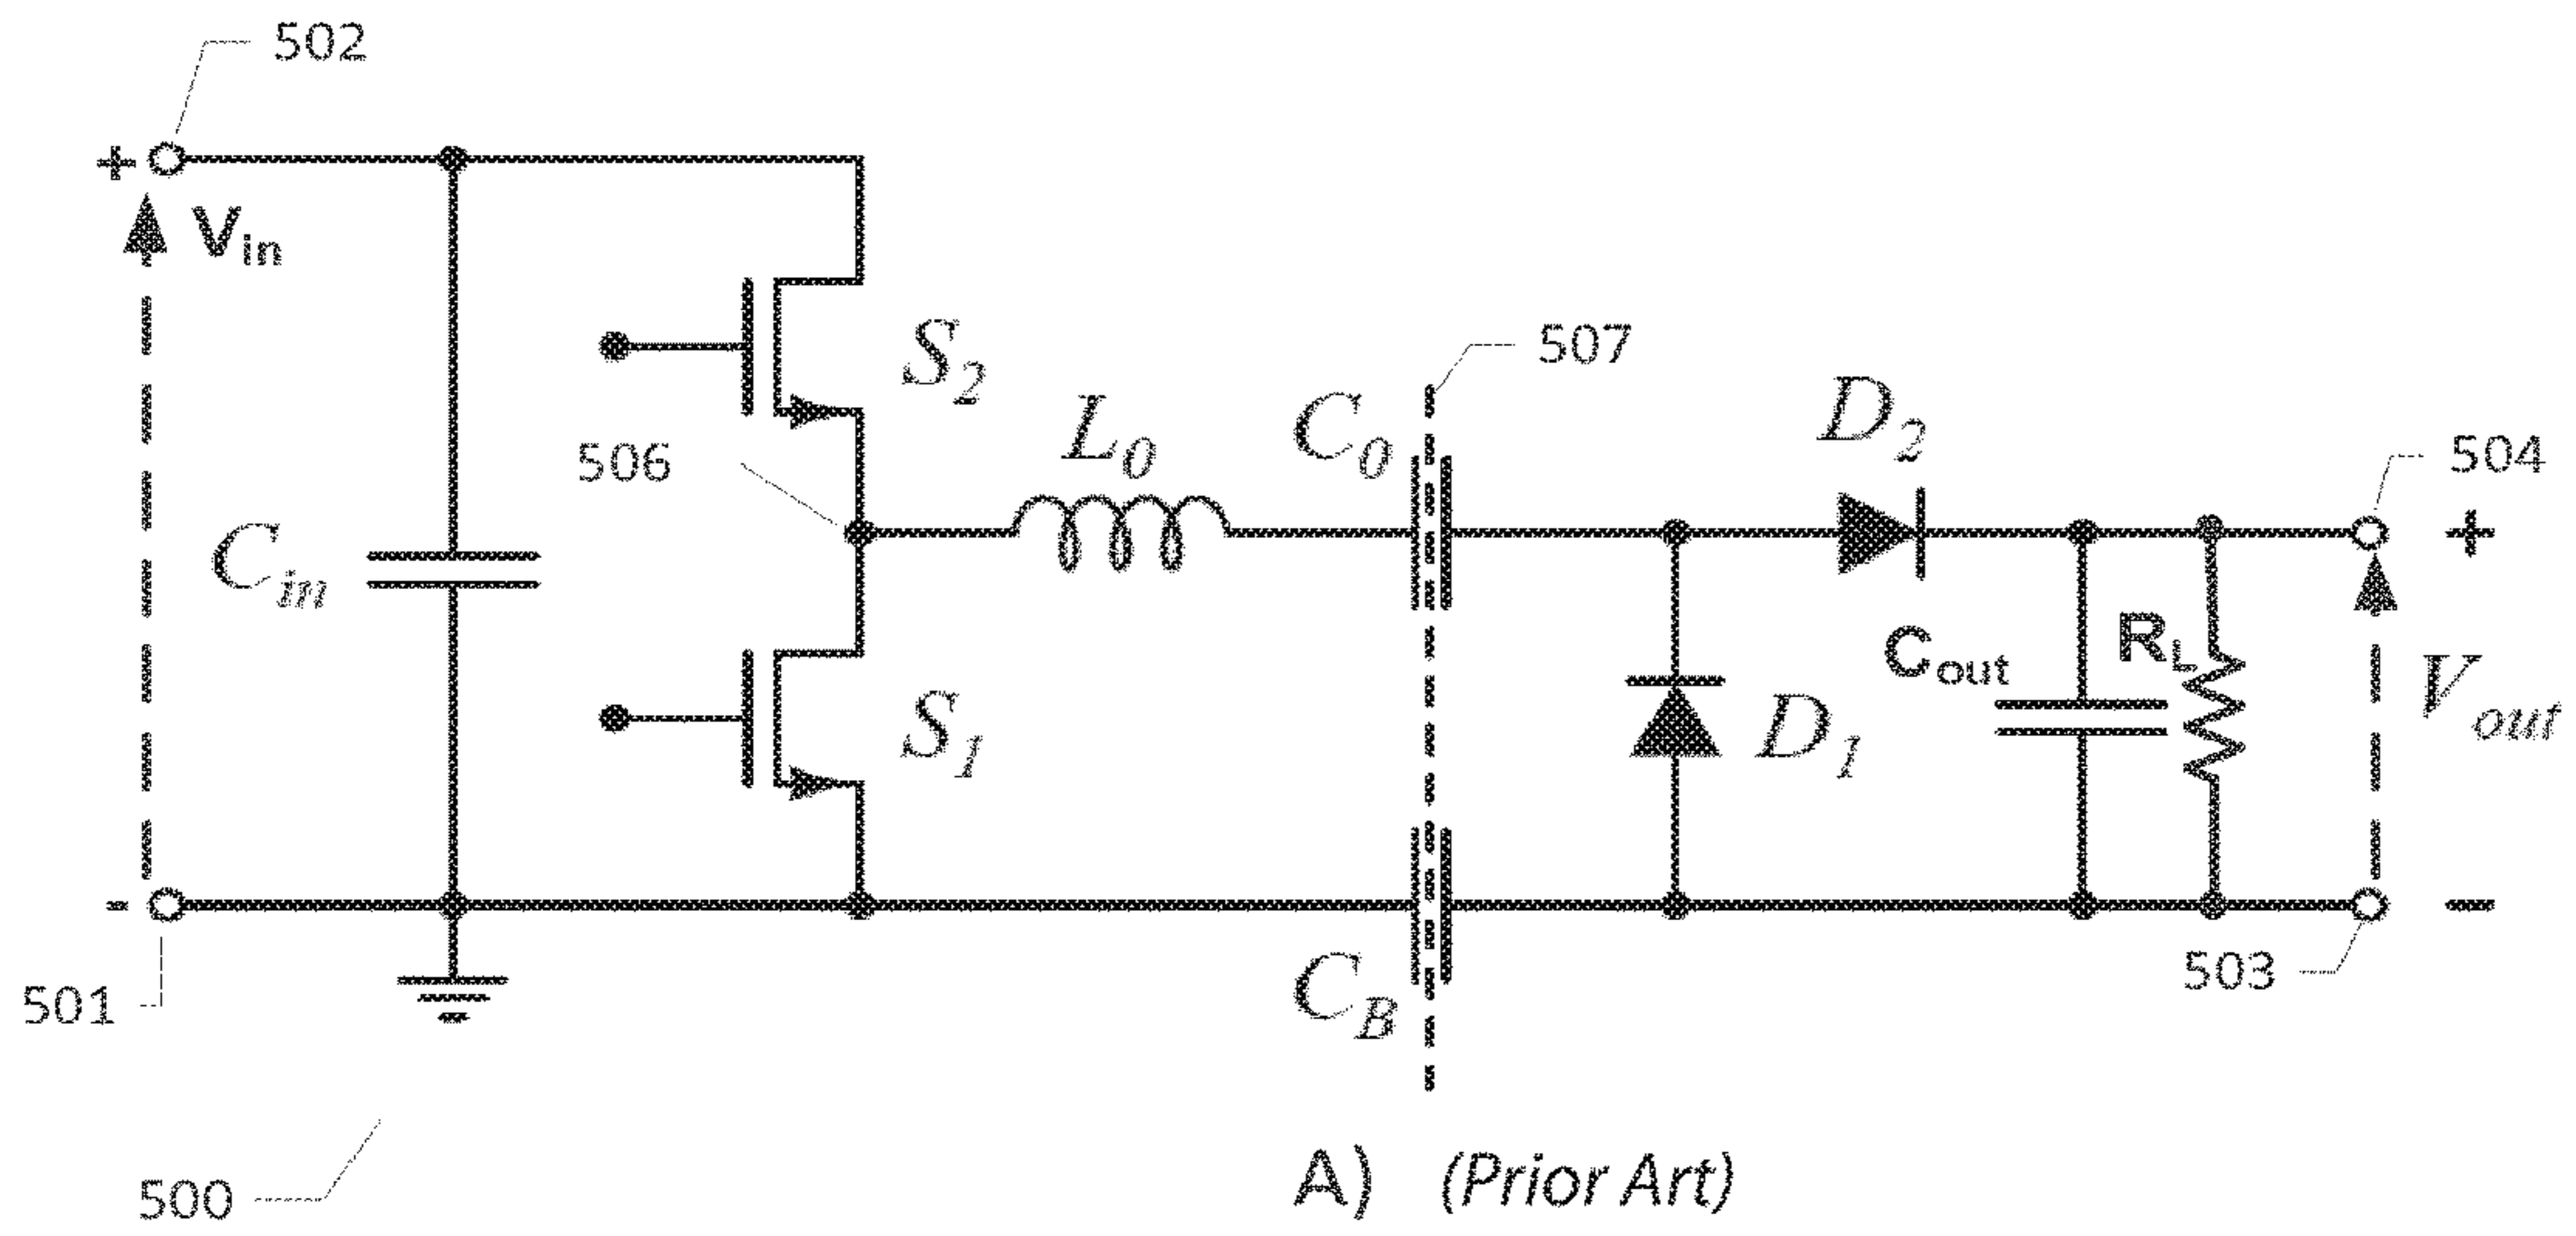 502
+
Vin
S2
507
506
L0
C0
D2
504
+
Cin
Cout
RL
S1
D1
Vout
-
501
CB
503
-
500
A) (Prior Art)